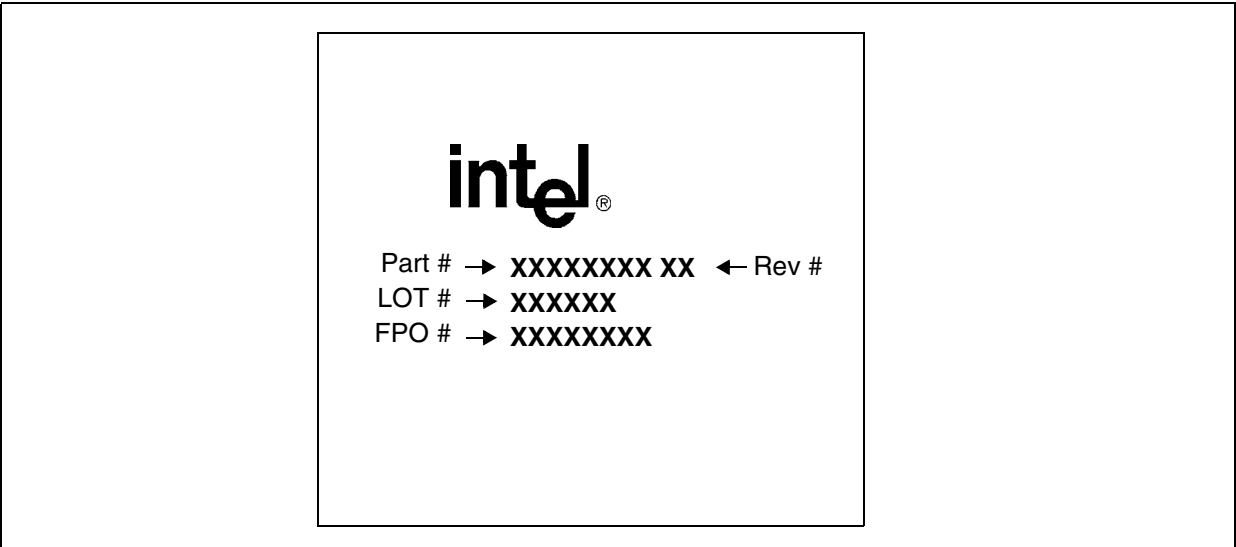 intel®
Part # → XXXXXXXX XX ← Rev #
LOT # → XXXXXX
FPO # → XXXXXXXX